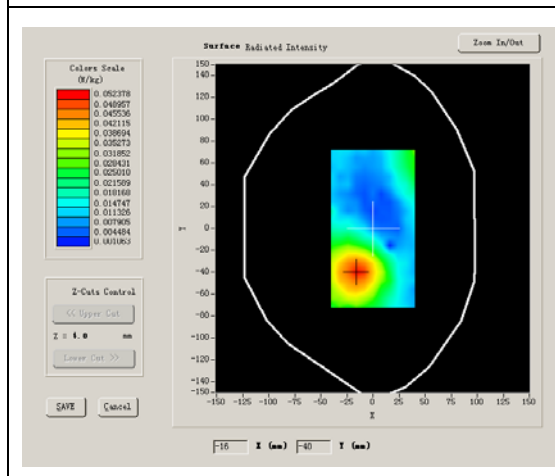 Surface Radiated Intensity
Zoom In/Out
Colors Scale
(W/kg)
0.052378
0.048957
0.045536
0.042115
0.038694
0.035273
0.031852
0.028431
0.025010
0.021589
0.018168
0.014747
0.011326
0.007905
0.004484
0.001063
150
140
120
100
80
60
40
20
0
-20
-40
-60
-80
-100
-120
-140
-150
Y
-150 -125 -100 -75 -50 -25 0 25 50 75 100 125 150
X
Z-Cuts Control
<< Upper Cut
Z = 4.0 mm
Lower Cut >>
SAVE Cancel
-16 X (mm) -40 Y (mm)